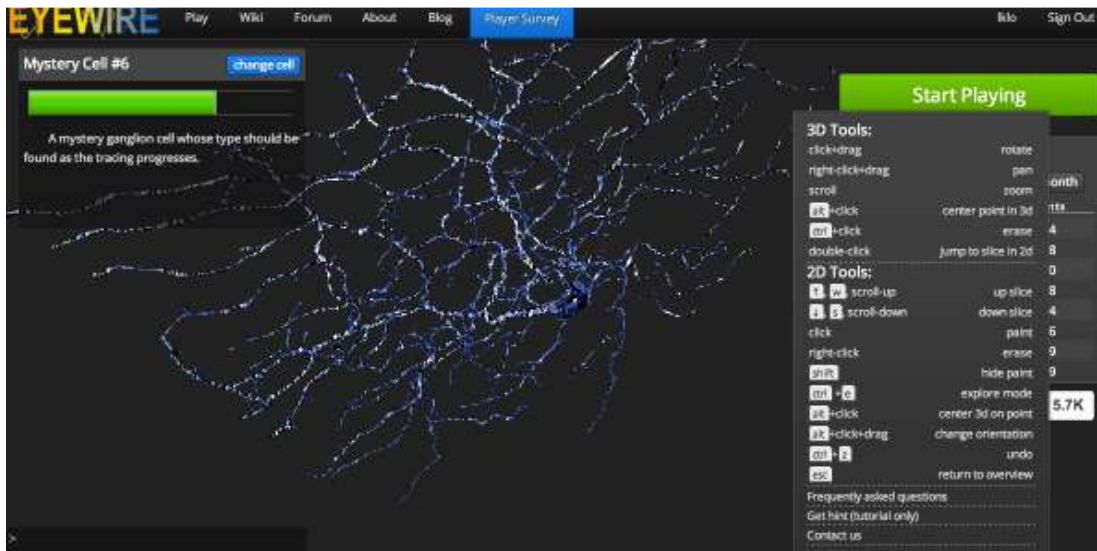 EYEWIRE Play Wiki Forum About Blog Player Survey lklo Sign Out
Mystery Cell #6 change cell
A mystery ganglion cell whose type should be
found as the tracing progresses.
Start Playing
3D Tools:
click+drag rotate
right-click+drag pan
scroll zoom
alt+click center point in 3d
ctrl+click erase
double-click jump to slice in 2d
2D Tools:
↑, w, scroll-up up slice
↓, s, scroll-down down slice
click paint
right-click erase
shift hide paint
ctrl+e explore mode
alt+click center 3d on point
alt+click+drag change orientation
ctrl+z undo
esc return to overview
Frequently asked questions
Get hint (tutorial only)
Contact us
onth
nts
4
8
0
8
4
6
9
9
5.7K
>